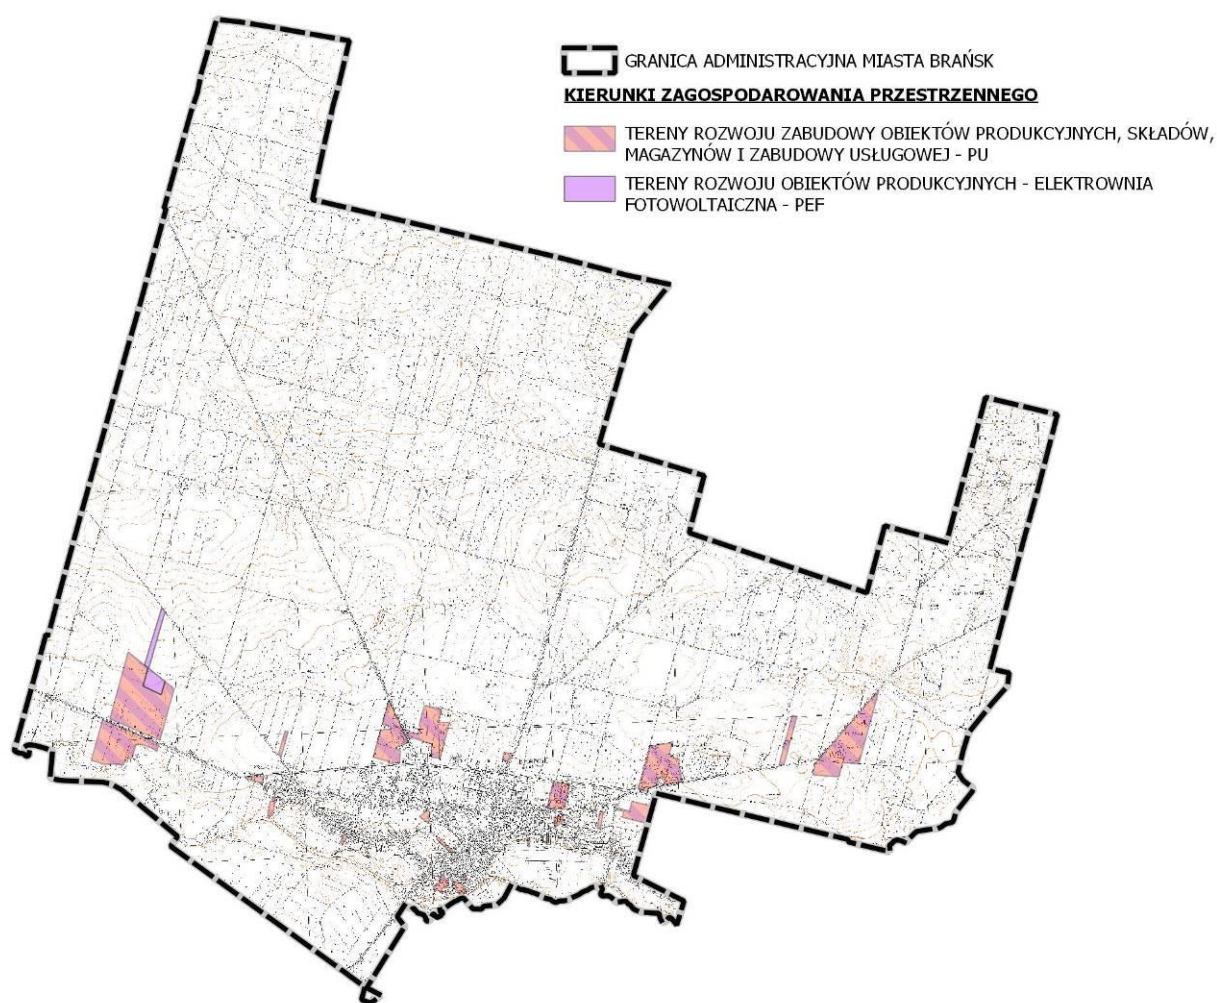 GRANICA ADMINISTRACYJNA MIASTA BRAŃSK
KIERUNKI ZAGOSPODAROWANIA PRZESTRZENNEGO
TERENY ROZWOJU ZABUDOWY OBIEKTÓW PRODUKCYJNYCH, SKŁADÓW,
MAGAZYNÓW I ZABUDOWY USŁUGOWEJ - PU
TERENY ROZWOJU OBIEKTÓW PRODUKCYJNYCH - ELEKTROWNIA
FOTOWOLTAICZNA - PEF